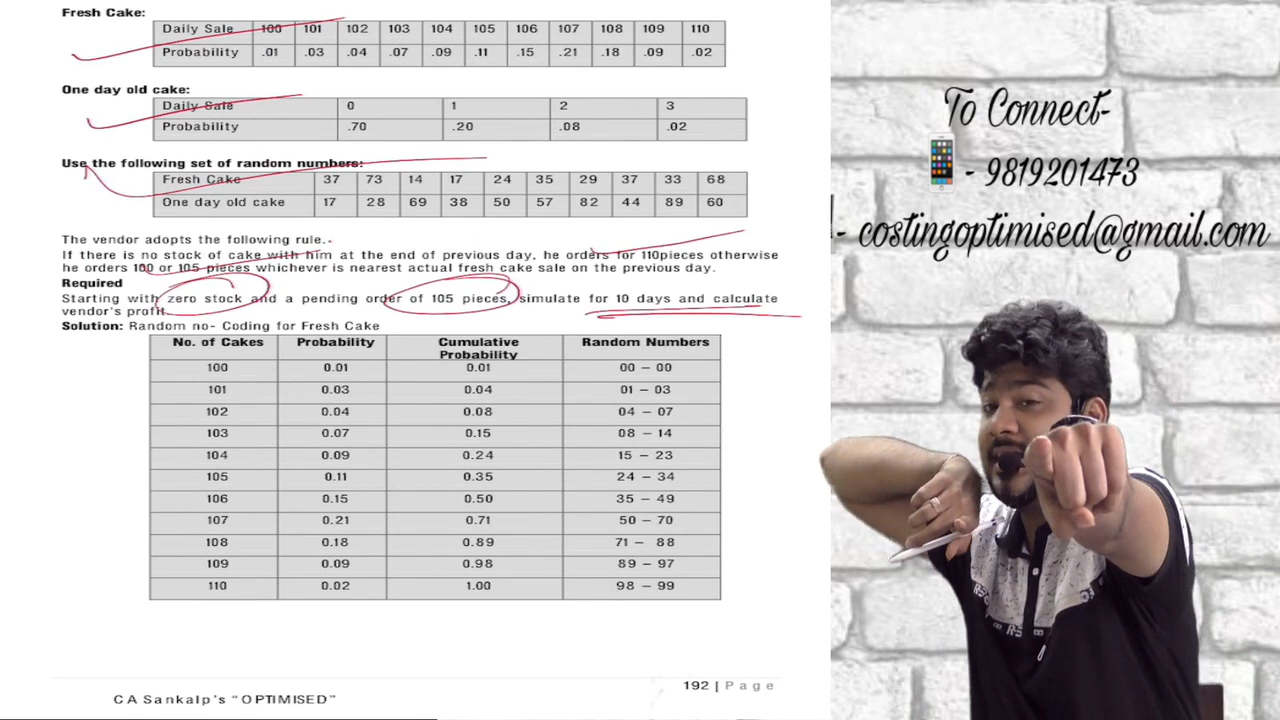 Fresh Cake:
Daily Sale 100 101 102 103 104 105 106 107 108 109 110
Probability .01 .03 .04 .07 .09 .11 .15 .21 .18 .09 .02
One day old cake:
Daily Sale 0 1 2 3
Probability .70 .20 .08 .02
Use the following set of random numbers:
Fresh Cake 37 73 14 17 24 35 29 37 33 68
One day old cake 17 28 69 38 50 57 82 44 89 60
The vendor adopts the following rule.
If there is no stock of cake with him at the end of previous day, he orders for 110pieces otherwise
he orders 100 or 105 pieces whichever is nearest actual fresh cake sale on the previous day.
Required
Starting with zero stock and a pending order of 105 pieces, simulate for 10 days and calculate
vendor's profit.
Solution: Random no- Coding for Fresh Cake
No. of Cakes Probability Cumulative Probability Random Numbers
100 0.01 0.01 00 – 00
101 0.03 0.04 01 – 03
102 0.04 0.08 04 – 07
103 0.07 0.15 08 – 14
104 0.09 0.24 15 – 23
105 0.11 0.35 24 – 34
106 0.15 0.50 35 – 49
107 0.21 0.71 50 – 70
108 0.18 0.89 71 – 88
109 0.09 0.98 89 – 97
110 0.02 1.00 98 – 99
192 | Page
CA Sankalp's "OPTIMISED"
To Connect-
- 9819201473
- costingoptimised@gmail.com